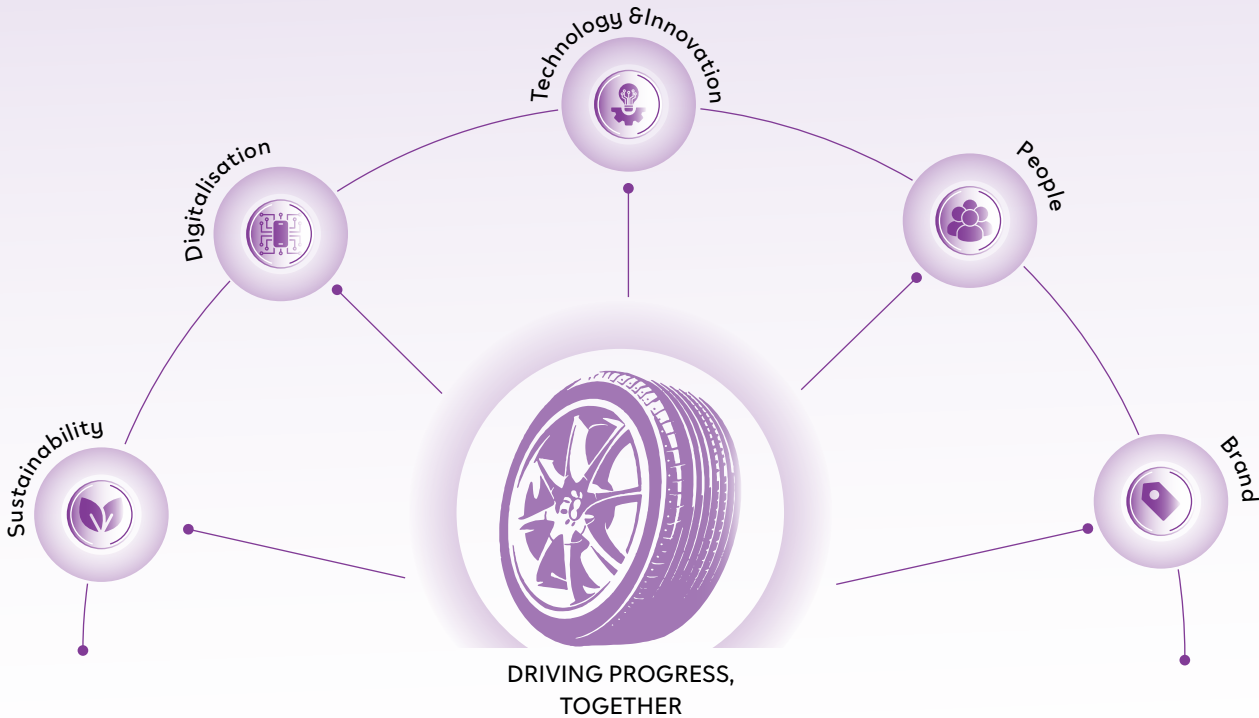 Technology &Innovation
Digitalisation
People
Sustainability
Brand
DRIVING PROGRESS,
TOGETHER